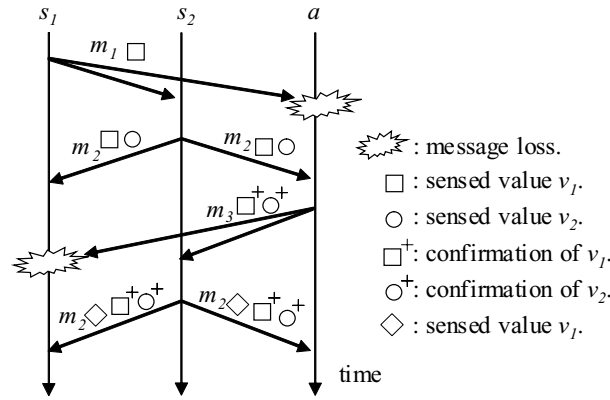 s1 s2 a
m1
m2 m2
m3 + +
m2 + + m2 + +
time
: message loss.
: sensed value v1.
: sensed value v2.
+ : confirmation of v1.
+ : confirmation of v2.
: sensed value v1.